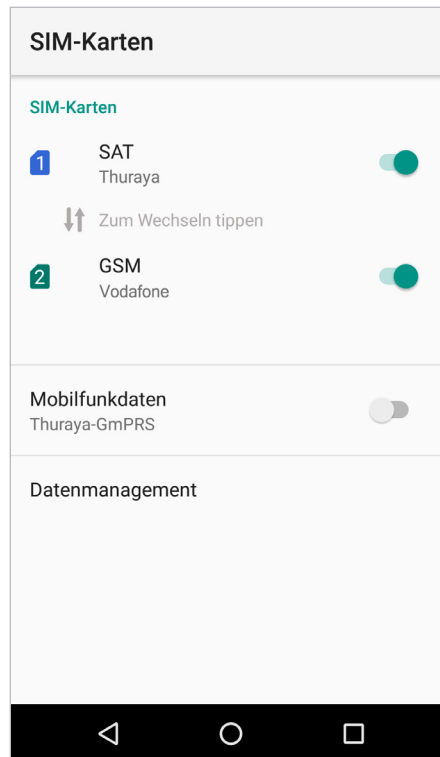 SIM-Karten
SIM-Karten
1
SAT
Thuraya
Zum Wechseln tippen
2
GSM
Vodafone
Mobilfunkdaten
Thuraya-GmPRS
Datenmanagement